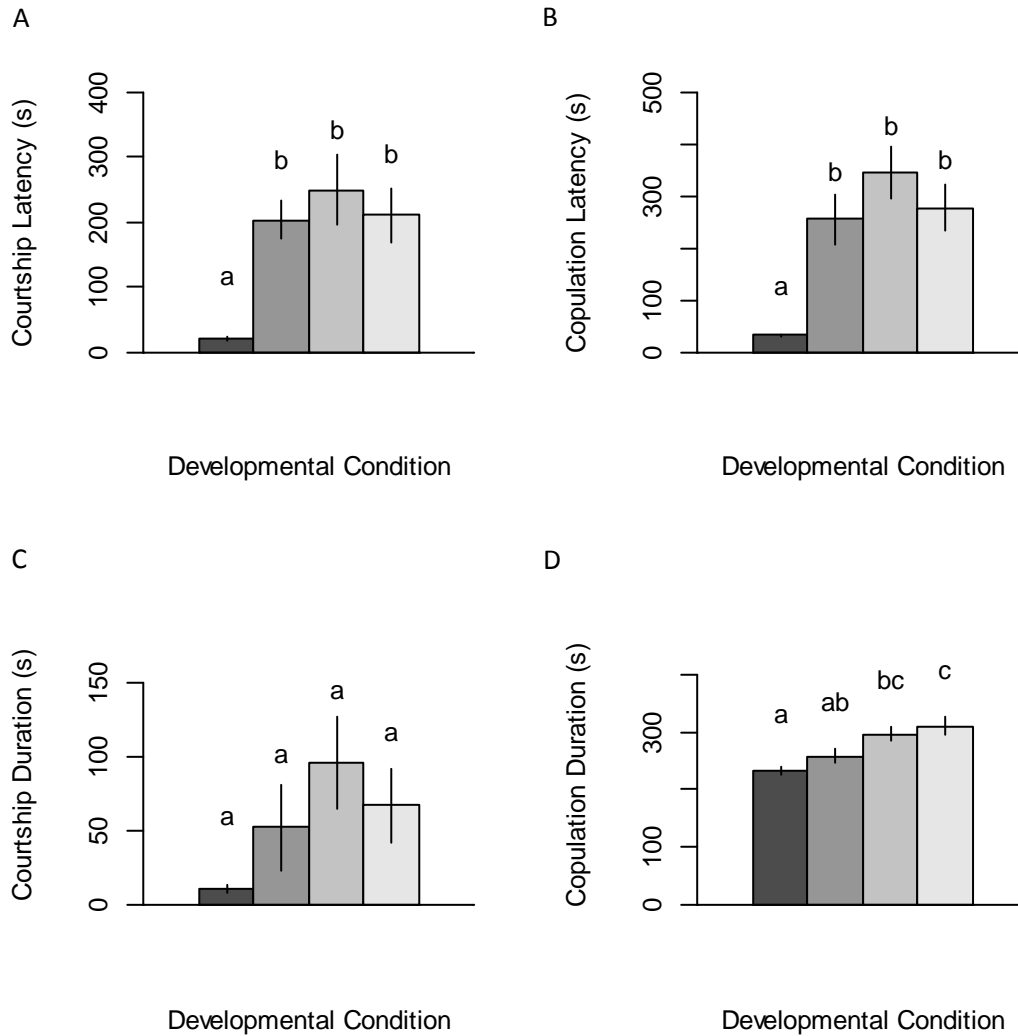 A
Courtship Latency (s)
400
300
200
100
0
a
b
b
b
Developmental Condition
B
Copulation Latency (s)
500
300
100
0
a
b
b
b
Developmental Condition
C
Courtship Duration (s)
150
100
50
0
a
a
a
a
Developmental Condition
D
Copulation Duration (s)
300
100
0
a
ab
bc
c
Developmental Condition